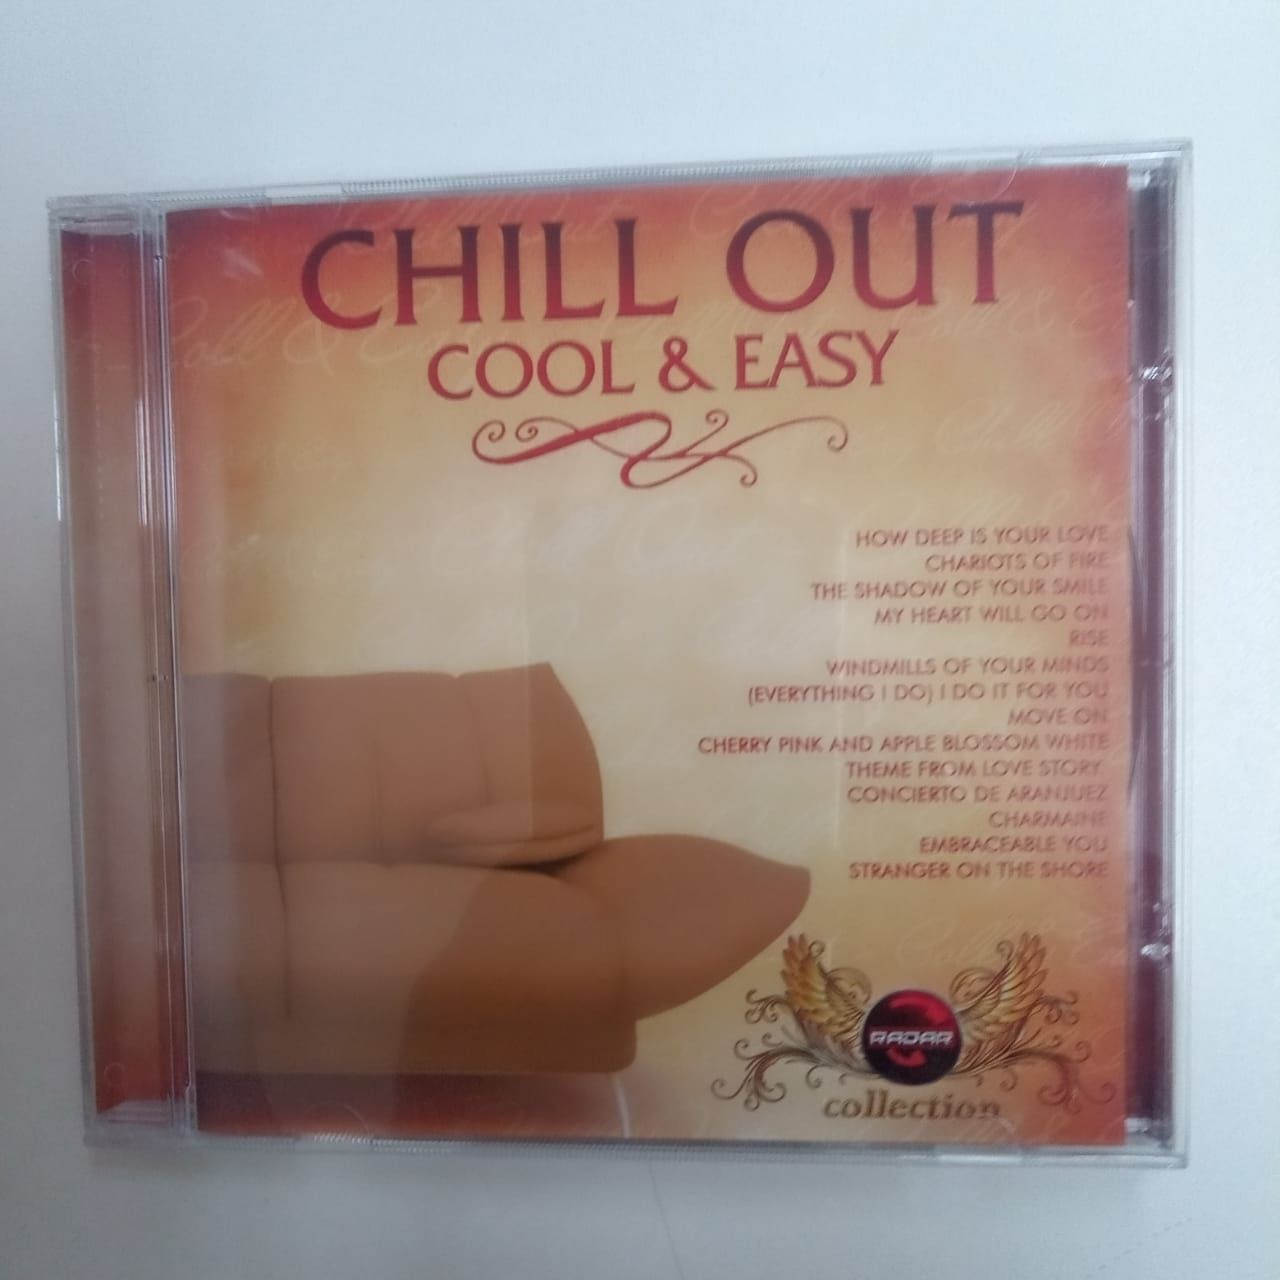 CHILL OUT
COOL & EASY
HOW DEEP IS YOUR LOVE
CHARIOTS OF FIRE
THE SHADOW OF YOUR SMILE
MY HEART WILL GO ON
RISE
WINDMILLS OF YOUR MINDS
(EVERYTHING I DO) I DO IT FOR YOU
MOVE ON
CHERRY PINK AND APPLE BLOSSOM WHITE
THEME FROM LOVE STORY
CONCIERTO DE ARANJUEZ
CHARMAINE
EMBRACEABLE YOU
STRANGER ON THE SHORE
RADAR
collection